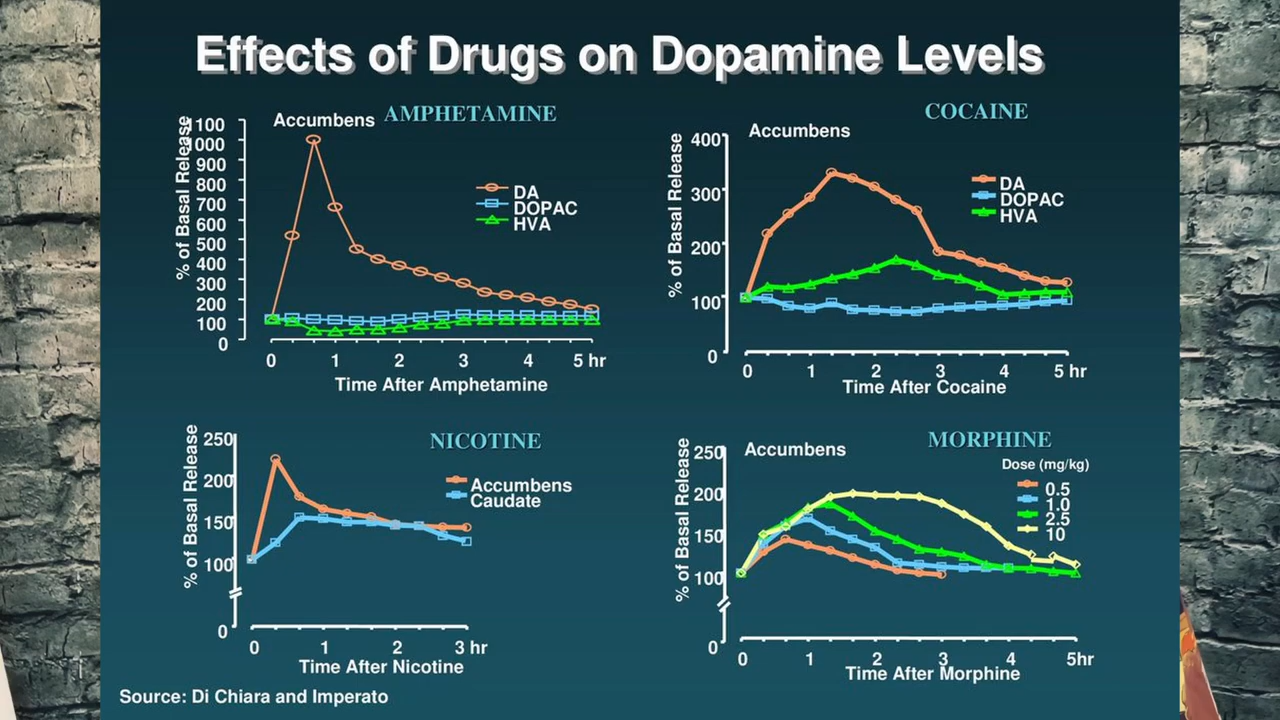 Effects of Drugs on Dopamine Levels
AMPHETAMINE
Accumbens
% of Basal Release
1100
1000
900
800
700
600
500
400
300
200
100
0
DA
DOPAC
HVA
0 1 2 3 4 5 hr
Time After Amphetamine
COCAINE
Accumbens
% of Basal Release
400
300
200
100
0
DA
DOPAC
HVA
0 1 2 3 4 5 hr
Time After Cocaine
NICOTINE
% of Basal Release
250
200
150
100
0
Accumbens
Caudate
0 1 2 3 hr
Time After Nicotine
MORPHINE
Accumbens
% of Basal Release
250
200
150
100
0
Dose (mg/kg)
0.5
1.0
2.5
10
0 1 2 3 4 5hr
Time After Morphine
Source: Di Chiara and Imperato